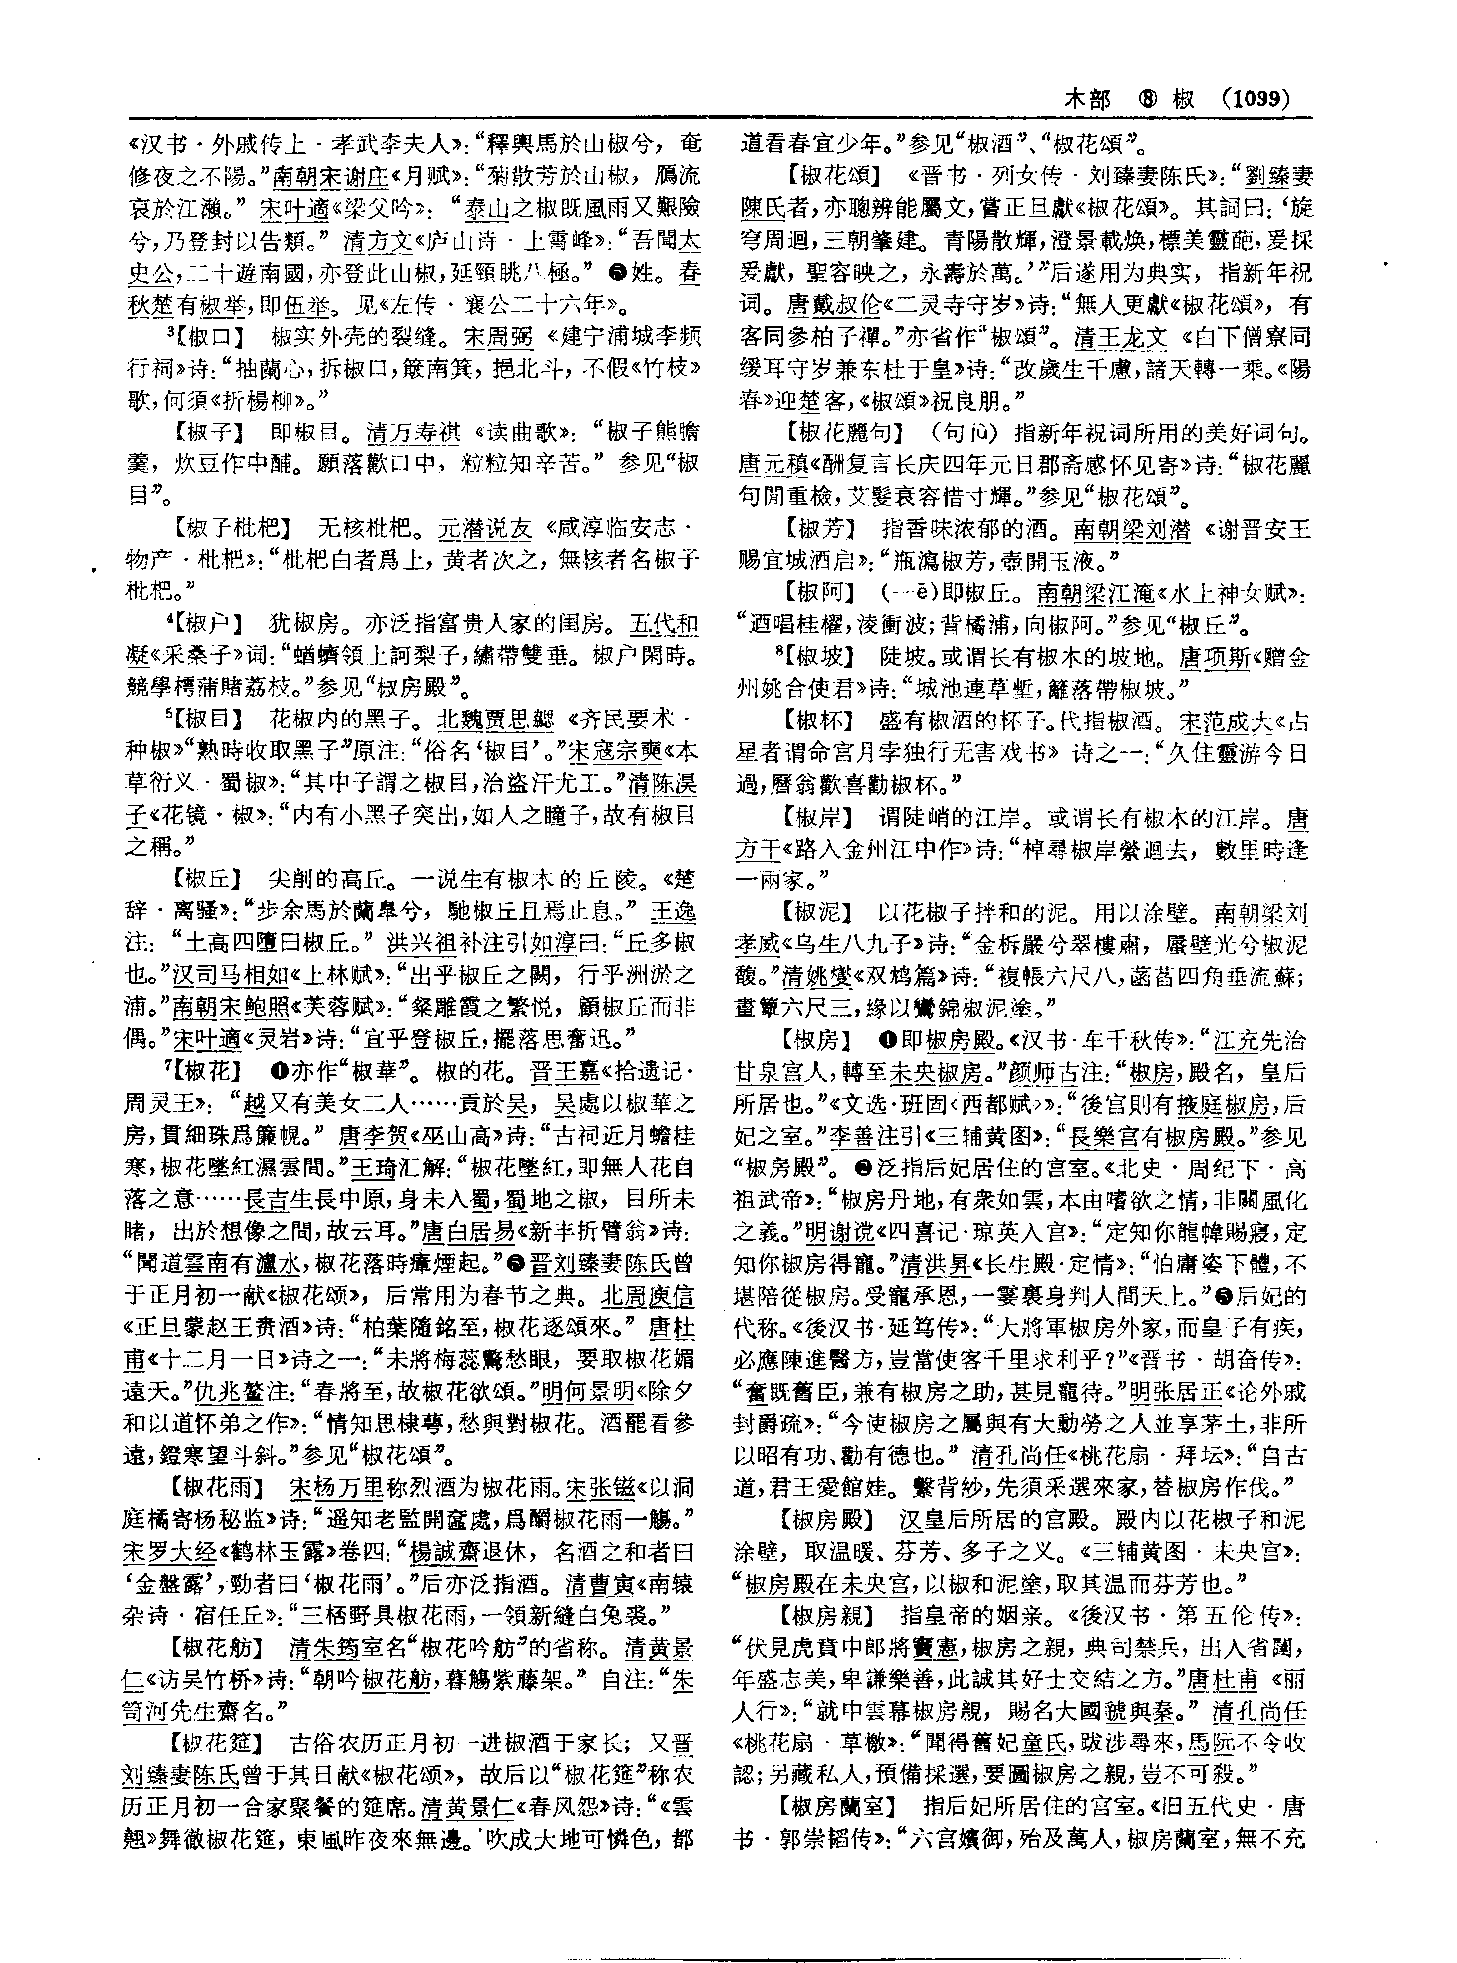 木部 ⑧ 椒 (1099)
《汉书·外戚传上·孝武李夫人》：“釋輿馬於山椒兮，奄
修夜之不陽。”南朝宋谢庄《月赋》：“菊散芳於山椒，鴈流
哀於江瀨。” 宋叶適《梁父吟》：“泰山之椒既風雨又艱險
兮，乃登封以告類。” 清方文《庐山诗·上霄峰》：“吾聞太
史公，二十遊南國，亦登此山椒，延頸眺八極。” ❺姓。春
秋楚有椒举，即伍举。见《左传·襄公二十六年》。
³【椒口】 椒实外壳的裂缝。宋周弼《建宁浦城李频
行祠》诗：“抽蘭心，拆椒口，簸南箕，挹北斗，不假《竹枝》
歌，何須《折楊柳》。”
【椒子】 即椒目。清万寿祺《读曲歌》：“椒子熊膽
羹，炊豆作中酺。願落歡口中，粒粒知辛苦。” 参见“椒
目”。
【椒子枇杷】 无核枇杷。元潜说友《咸淳临安志·
物产·枇杷》：“枇杷白者爲上，黄者次之，無核者名椒子
枇杷。”
⁴【椒户】 犹椒房。亦泛指富贵人家的闺房。五代和
凝《采桑子》词：“蝤蠐領上訶梨子，繡帶雙垂。椒户閑時。
競學樗蒲賭荔枝。”参见“椒房殿”。
⁵【椒目】 花椒内的黑子。北魏贾思勰《齐民要术·
种椒》“熟時收取黑子”原注：“俗名‘椒目’。”宋寇宗奭《本
草衍义·蜀椒》：“其中子謂之椒目，治盜汗尤工。”清陈淏
子《花镜·椒》：“内有小黑子突出，如人之瞳子，故有椒目
之稱。”
【椒丘】 尖削的高丘。一说生有椒木的丘陵。《楚
辞·离骚》：“步余馬於蘭臯兮，馳椒丘且焉止息。” 王逸
注：“土高四墮曰椒丘。” 洪兴祖补注引如淳曰：“丘多椒
也。”汉司马相如《上林赋》：“出乎椒丘之闕，行乎洲淤之
浦。”南朝宋鲍照《芙蓉赋》：“粲雕霞之繁悦，顧椒丘而非
偶。”宋叶適《灵岩》诗：“宜乎登椒丘，擺落思奮迅。”
⁷【椒花】 ❶亦作“椒華”。椒的花。晋王嘉《拾遗记·
周灵王》：“越又有美女二人……貢於吴，吴處以椒華之
房，貫細珠爲簾幌。” 唐李贺《巫山高》诗：“古祠近月蟾桂
寒，椒花墜紅濕雲間。”王琦汇解：“椒花墜紅，即無人花自
落之意……長吉生長中原，身未入蜀，蜀地之椒，目所未
睹，出於想像之間，故云耳。”唐白居易《新丰折臂翁》诗：
“聞道雲南有瀘水，椒花落時瘴煙起。”❷晋刘臻妻陈氏曾
于正月初一献《椒花颂》，后常用为春节之典。北周庾信
《正旦蒙赵王赉酒》诗：“柏葉隨銘至，椒花逐頌來。” 唐杜
甫《十二月一日》诗之一：“未將梅蕊驚愁眼，要取椒花媚
遠天。”仇兆鳌注：“春將至，故椒花欲頌。”明何景明《除夕
和以道怀弟之作》：“情知思棣萼，愁與對椒花。酒罷看參
遠，鐙寒望斗斜。”参见“椒花頌”。
【椒花雨】 宋杨万里称烈酒为椒花雨。宋张镃《以洞
庭橘寄杨秘监》诗：“遥知老監開奩處，爲釂椒花雨一觴。”
宋罗大经《鹤林玉露》卷四：“楊誠齋退休，名酒之和者曰
‘金盤露’，勁者曰‘椒花雨’。”后亦泛指酒。清曹寅《南辕
杂诗·宿任丘》：“三桮野具椒花雨，一領新縫白兔裘。”
【椒花舫】 清朱筠室名“椒花吟舫”的省称。清黄景
仁《访吴竹桥》诗：“朝吟椒花舫，暮觴紫藤架。” 自注：“朱
笥河先生齋名。”
【椒花筵】 古俗农历正月初一进椒酒于家长；又晋
刘臻妻陈氏曾于其日献《椒花颂》，故后以“椒花筵”称农
历正月初一合家聚餐的筵席。清黄景仁《春风怨》诗：“《雲
翹》舞徹椒花筵，東風昨夜來無邊。吹成大地可憐色，都
道看春宜少年。”参见“椒酒”、“椒花頌”。
【椒花頌】 《晋书·列女传·刘臻妻陈氏》：“劉臻妻
陳氏者，亦聰辨能屬文，嘗正旦獻《椒花頌》。其詞曰：‘旋
穹周迴，三朝肇建。青陽散輝，澄景載焕，標美靈葩，爰採
爰獻，聖容映之，永壽於萬。’”后遂用为典实，指新年祝
词。唐戴叔伦《二灵寺守岁》诗：“無人更獻《椒花頌》，有
客同參柏子禪。”亦省作“椒頌”。清王龙文《白下僧寮同
缓耳守岁兼东杜于皇》诗：“改歲生千慮，諸天轉一乘。《陽
春》迎楚客，《椒頌》祝良朋。”
【椒花麗句】 （句jù）指新年祝词所用的美好词句。
唐元稹《酬复言长庆四年元日郡斋感怀见寄》诗：“椒花麗
句閒重檢，艾髮衰容惜寸輝。”参见“椒花頌”。
【椒芳】 指香味浓郁的酒。南朝梁刘潜《谢晋安王
赐宜城酒启》：“瓶瀉椒芳，壺開玉液。”
【椒阿】 （—ē）即椒丘。南朝梁江淹《水上神女赋》：
“迺唱桂櫂，淩衝波；背橘浦，向椒阿。”参见“椒丘”。
⁸【椒坡】 陡坡。或谓长有椒木的坡地。唐项斯《赠金
州姚合使君》诗：“城池連草塹，籬落帶椒坡。”
【椒杯】 盛有椒酒的杯子。代指椒酒。宋范成大《占
星者谓命宫月孛独行无害戏书》诗之一：“久住靈游今日
過，曆翁歡喜勸椒杯。”
【椒岸】 谓陡峭的江岸。或谓长有椒木的江岸。唐
方干《路入金州江中作》诗：“棹尋椒岸縈迴去，數里時逢
一兩家。”
【椒泥】 以花椒子拌和的泥。用以涂壁。南朝梁刘
孝威《乌生八九子》诗：“金柝嚴兮翠樓肅，蜃壁光兮椒泥
馥。”清姚燮《双鸩篇》诗：“複帳六尺八，菡萏四角垂流蘇；
畫簟六尺三，緣以鸞錦椒泥塗。”
【椒房】 ❶即椒房殿。《汉书·车千秋传》：“江充先治
甘泉宫人，轉至未央椒房。”颜师古注：“椒房，殿名，皇后
所居也。”《文选·班固〈西都赋〉》：“後宫則有掖庭椒房，后
妃之室。”李善注引《三辅黄图》：“長樂宫有椒房殿。”参见
“椒房殿”。❷泛指后妃居住的宫室。《北史·周纪下·高
祖武帝》：“椒房丹地，有衆如雲，本由嗜欲之情，非關風化
之義。”明谢谠《四喜记·琼英入宫》：“定知你龍幃賜寢，定
知你椒房得寵。”清洪昇《长生殿·定情》：“伯庸姿下體，不
堪陪從椒房。受寵承恩，一霎裏身判人間天上。”❸后妃的
代称。《後汉书·延笃传》：“大將軍椒房外家，而皇子有疾，
必應陳進醫方，豈當使客千里求利乎？”《晋书·胡奋传》：
“奮既舊臣，兼有椒房之助，甚見寵待。”明张居正《论外戚
封爵疏》：“今使椒房之屬與有大勳勞之人並享茅土，非所
以昭有功、勸有德也。” 清孔尚任《桃花扇·拜坛》：“自古
道，君王愛館娃。繫背紗，先須采選來家，替椒房作伐。”
【椒房殿】 汉皇后所居的宫殿。殿内以花椒子和泥
涂壁，取温暖、芬芳、多子之义。《三辅黄图·未央宫》：
“椒房殿在未央宫，以椒和泥塗，取其温而芬芳也。”
【椒房親】 指皇帝的姻亲。《後汉书·第五伦传》：
“伏見虎賁中郎將竇憲，椒房之親，典司禁兵，出入省闥，
年盛志美，卑謙樂善，此誠其好士交結之方。”唐杜甫《丽
人行》：“就中雲幕椒房親，賜名大國虢與秦。” 清孔尚任
《桃花扇·草檄》：“聞得舊妃童氏，跋涉尋來，馬阮不令收
認；另藏私人，預備採選，要圖椒房之親，豈不可殺。”
【椒房蘭室】 指后妃所居住的宫室。《旧五代史·唐
书·郭崇韬传》：“六宫嬪御，殆及萬人，椒房蘭室，無不充